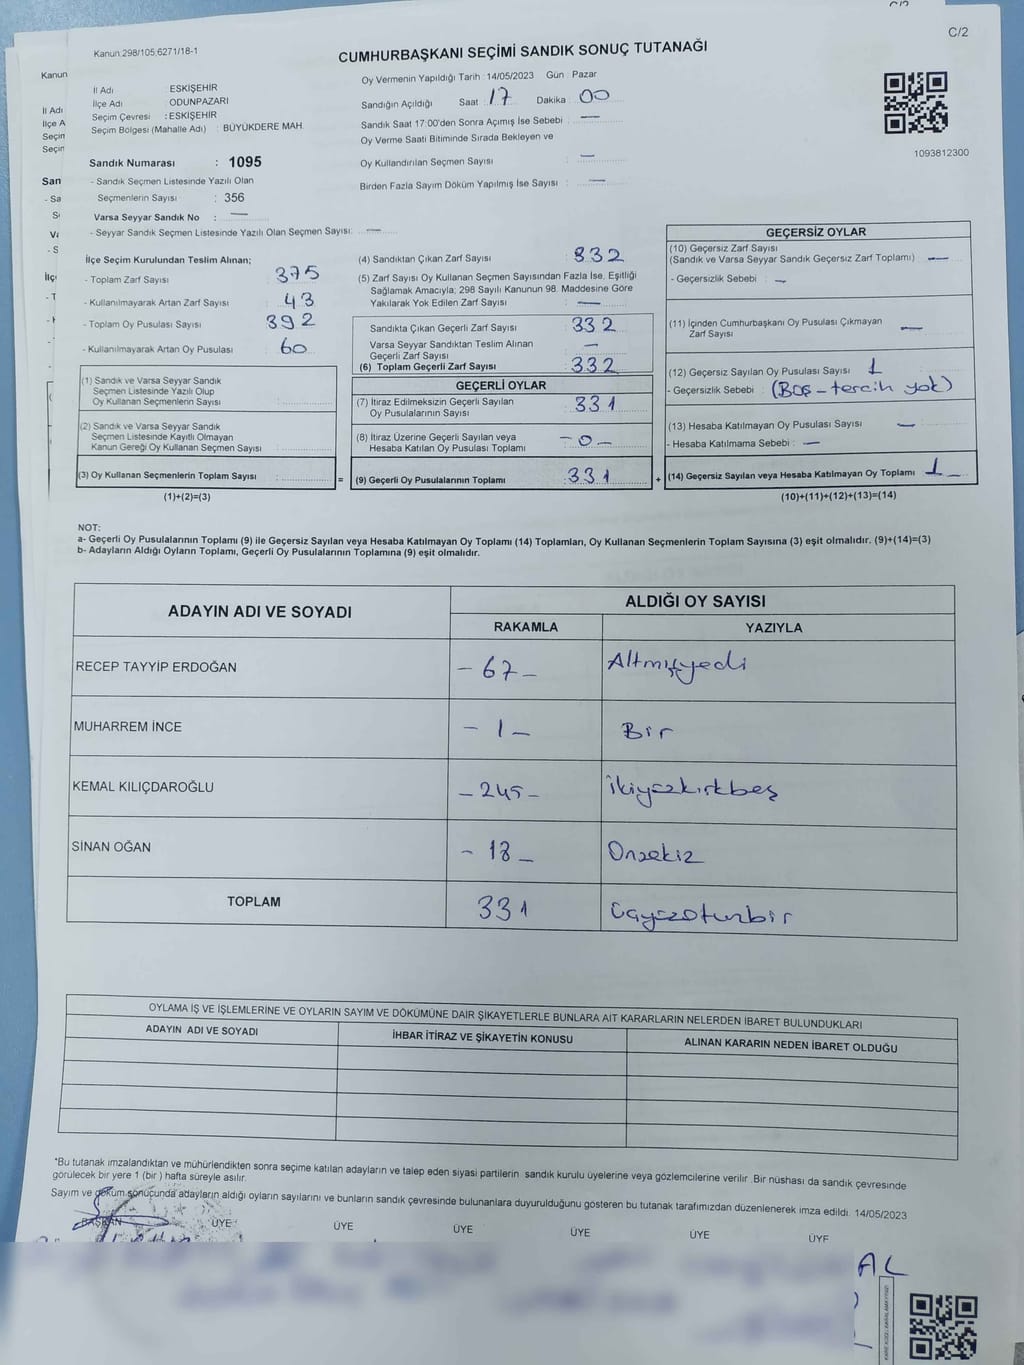 C/2
Kanun 298/105,6271/18-1
CUMHURBAŞKANI SEÇİMİ SANDIK SONUÇ TUTANAĞI
İl Adı : ESKİŞEHİR
İlçe Adı : ODUNPAZARI
Seçim Çevresi : ESKİŞEHİR
Seçim Bölgesi (Mahalle Adı) : BÜYÜKDERE MAH.
Sandık Numarası : 1095
- Sandık Seçmen Listesinde Yazılı Olan
Seçmenlerin Sayısı : 356
Varsa Seyyar Sandık No : —
- Seyyar Sandık Seçmen Listesinde Yazılı Olan Seçmen Sayısı: —
Oy Vermenin Yapıldığı Tarih : 14/05/2023 Gün : Pazar
Sandığın Açıldığı Saat : 17 Dakika : 00
Sandık Saat 17:00'den Sonra Açımış İse Sebebi : —
Oy Verme Saati Bitiminde Sırada Bekleyen ve
Oy Kullandırılan Seçmen Sayısı : —
Birden Fazla Sayım Döküm Yapılmış İse Sayısı : —
1093812300
İlçe Seçim Kurulundan Teslim Alınan;
- Toplam Zarf Sayısı : 375
- Kullanılmayarak Artan Zarf Sayısı : 43
- Toplam Oy Pusulası Sayısı : 392
- Kullanılmayarak Artan Oy Pusulası : 60
(1) Sandık ve Varsa Seyyar Sandık
Seçmen Listesinde Yazılı Olup
Oy Kullanan Seçmenlerin Sayısı :
(2) Sandık ve Varsa Seyyar Sandık
Seçmen Listesinde Kayıtlı Olmayan
Kanun Gereği Oy Kullanan Seçmen Sayısı :
(3) Oy Kullanan Seçmenlerin Toplam Sayısı :
(1)+(2)=(3)
(4) Sandıktan Çıkan Zarf Sayısı : 332
(5) Zarf Sayısı Oy Kullanan Seçmen Sayısından Fazla İse, Eşitliği
Sağlamak Amacıyla; 298 Sayılı Kanunun 98. Maddesine Göre
Yakılarak Yok Edilen Zarf Sayısı : —
Sandıkta Çıkan Geçerli Zarf Sayısı : 332
Varsa Seyyar Sandıktan Teslim Alınan
Geçerli Zarf Sayısı : —
(6) Toplam Geçerli Zarf Sayısı : 332
GEÇERLİ OYLAR
(7) İtiraz Edilmeksizin Geçerli Sayılan
Oy Pusulalarının Sayısı : 331
(8) İtiraz Üzerine Geçerli Sayılan veya
Hesaba Katılan Oy Pusulası Toplamı : -0-
= (9) Geçerli Oy Pusulalarının Toplamı : 331
GEÇERSİZ OYLAR
(10) Geçersiz Zarf Sayısı
(Sandık ve Varsa Seyyar Sandık Geçersiz Zarf Toplamı) : —
- Geçersizlik Sebebi : —
(11) İçinden Cumhurbaşkanı Oy Pusulası Çıkmayan
Zarf Sayısı : —
(12) Geçersiz Sayılan Oy Pusulası Sayısı : 1
- Geçersizlik Sebebi : (Boş - tercih yok)
(13) Hesaba Katılmayan Oy Pusulası Sayısı : —
- Hesaba Katılmama Sebebi : —
+ (14) Geçersiz Sayılan veya Hesaba Katılmayan Oy Toplamı : 1
(10)+(11)+(12)+(13)=(14)
NOT:
a- Geçerli Oy Pusulalarının Toplamı (9) ile Geçersiz Sayılan veya Hesaba Katılmayan Oy Toplamı (14) Toplamları, Oy Kullanan Seçmenlerin Toplam Sayısına (3) eşit olmalıdır. (9)+(14)=(3)
b- Adayların Aldığı Oyların Toplamı, Geçerli Oy Pusulalarının Toplamına (9) eşit olmalıdır.
ADAYIN ADI VE SOYADI
ALDIĞI OY SAYISI
RAKAMLA YAZIYLA
RECEP TAYYİP ERDOĞAN -67- Altmışyedi
MUHARREM İNCE -1- Bir
KEMAL KILIÇDAROĞLU -245- İkiyüzkırkbeş
SİNAN OĞAN -18- Onsekiz
TOPLAM 331 Üçyüzotuzbir
OYLAMA İŞ VE İŞLEMLERİNE VE OYLARIN SAYIM VE DÖKÜMÜNE DAİR ŞİKAYETLERLE BUNLARA AİT KARARLARIN NELERDEN İBARET BULUNDUKLARI
ADAYIN ADI VE SOYADI İHBAR İTİRAZ VE ŞİKAYETİN KONUSU ALINAN KARARIN NEDEN İBARET OLDUĞU
*Bu tutanak imzalandıktan ve mühürlendikten sonra seçime katılan adayların ve talep eden siyasi partilerin sandık kurulu üyelerine veya gözlemcilerine verilir. Bir nüshası da sandık çevresinde
görülecek bir yere 1 (bir ) hafta süreyle asılır.
Sayım ve döküm sonucunda adayların aldığı oyların sayılarını ve bunların sandık çevresinde bulunanlara duyurulduğunu gösteren bu tutanak tarafımızdan düzenlenerek imza edildi. 14/05/2023
BAŞKAN ÜYE ÜYE ÜYE ÜYE ÜYE ÜYE
AL